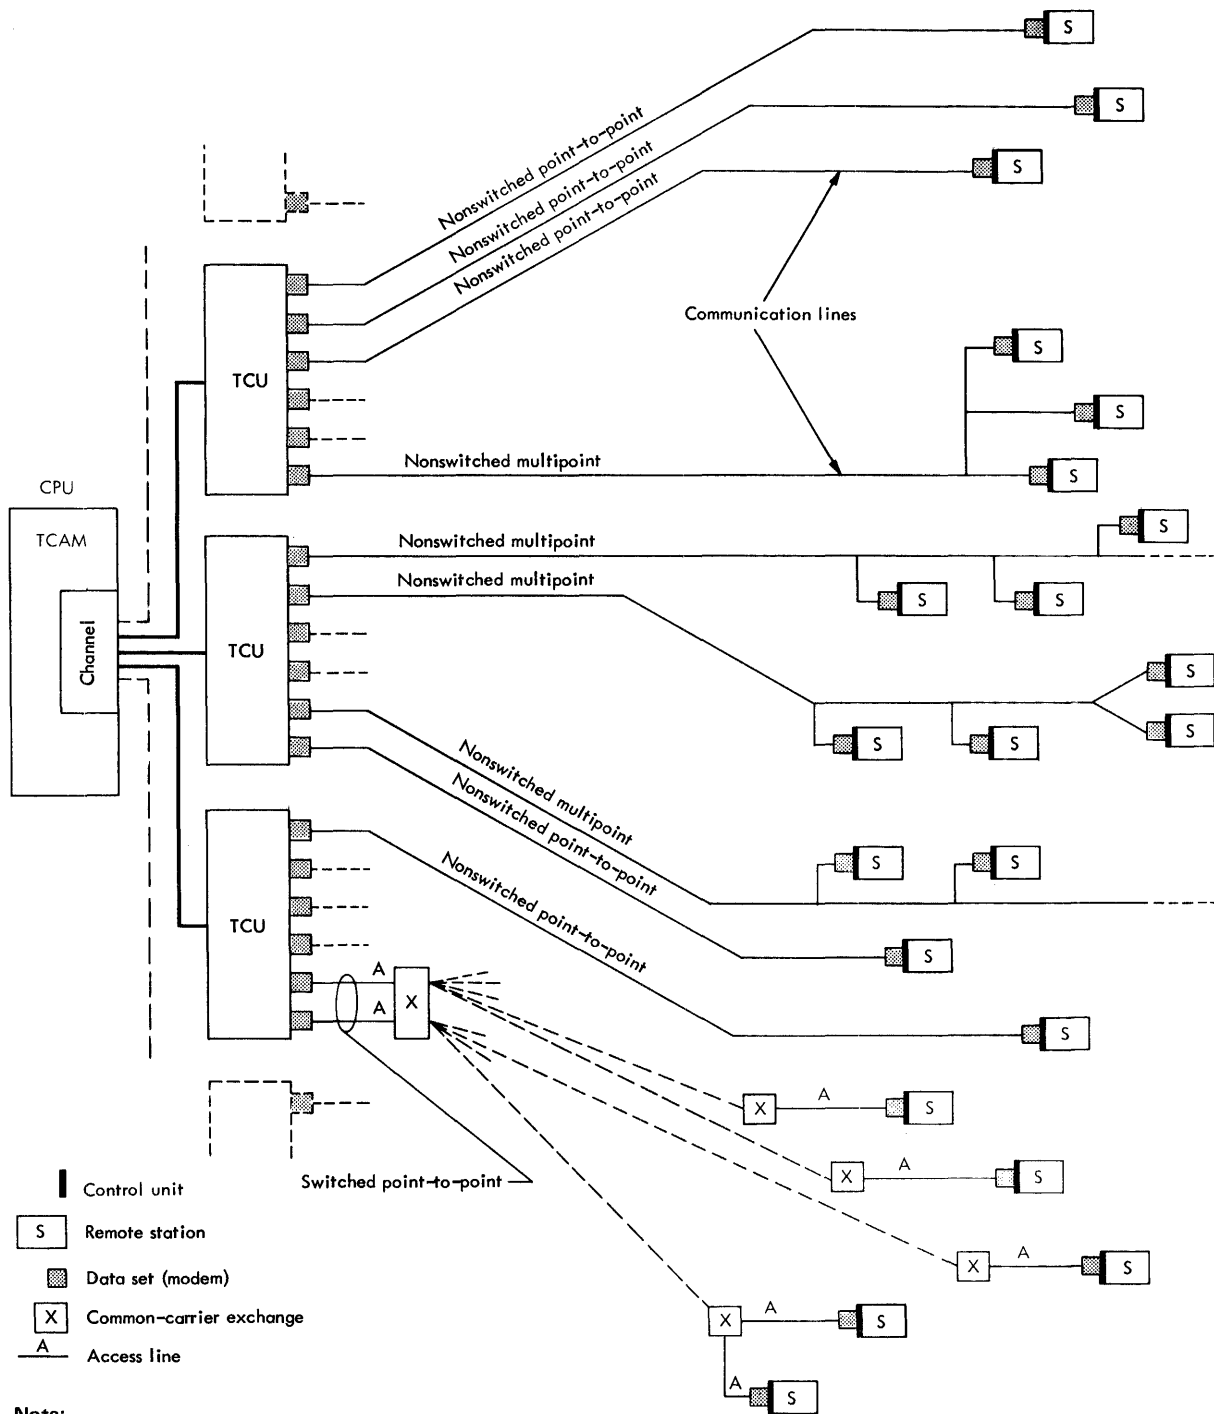 S
S
Nonswitched point-to-point
Nonswitched point-to-point
Nonswitched point-to-point
S
Communication lines
S
TCU
S
Nonswitched multipoint
S
CPU
TCAM
Channel
S
Nonswitched multipoint
Nonswitched multipoint
S
S
TCU
S
S
S
S
Nonswitched multipoint
Nonswitched point-to-point
Nonswitched point-to-point
S
S
TCU
S
A
X
A
S
X
A
S
X
A
S
Switched point-to-point
X
A
S
X
A
S
A
S
Control unit
S
Remote station
Data set (modem)
X
Common-carrier exchange
A
Access line
Note: